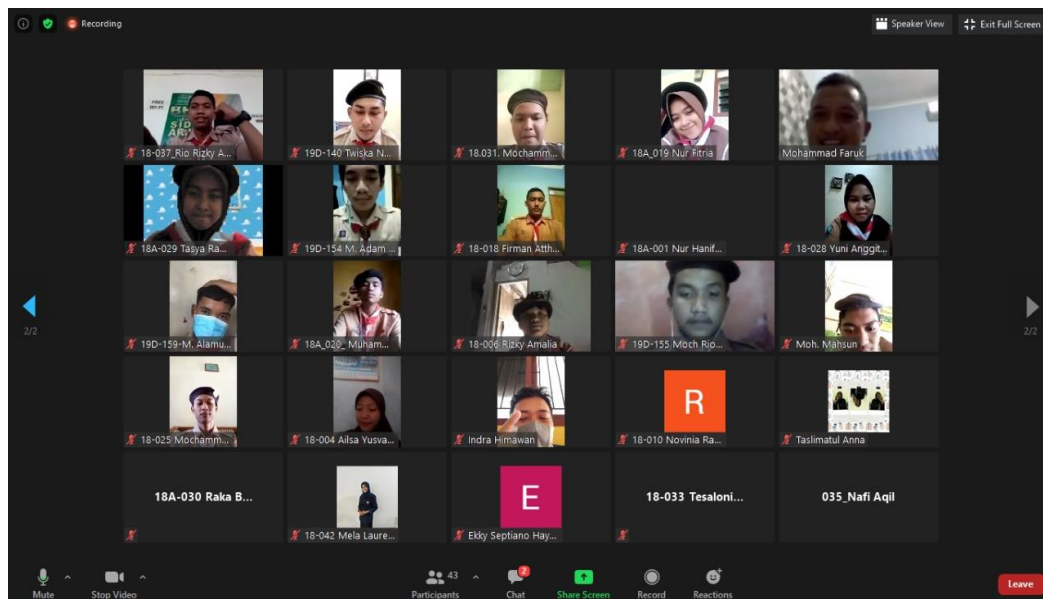 Recording
Speaker View
Exit Full Screen
18-037_Rio Rizky A...
19D-140 Twiska N...
18.031. Mochamm...
18A_019 Nur Fitria
Mohammad Faruk
18A-029 Tasya Ra...
19D-154 M. Adam ...
18-018 Firman Atth...
18A-001 Nur Hanif...
18-028 Yuni Anggit...
19D-159-M. Alamu...
18A_020_ Muham...
18-006 Rizky Amalia
19D-155 Moch Rio...
Moh. Mahsun
2/2
2/2
18-025 Mochamm...
18-004 Ailsa Yusva...
Indra Himawan
R
18-010 Novinia Ra...
Taslimatul Anna
18A-030 Raka B...
18-042 Mela Laure...
E
Ekky Septiano Hay...
18-033 Tesaloni...
035_Nafi Aqil
Mute
Stop Video
Participants
43
Chat
2
Share Screen
Record
Reactions
Leave